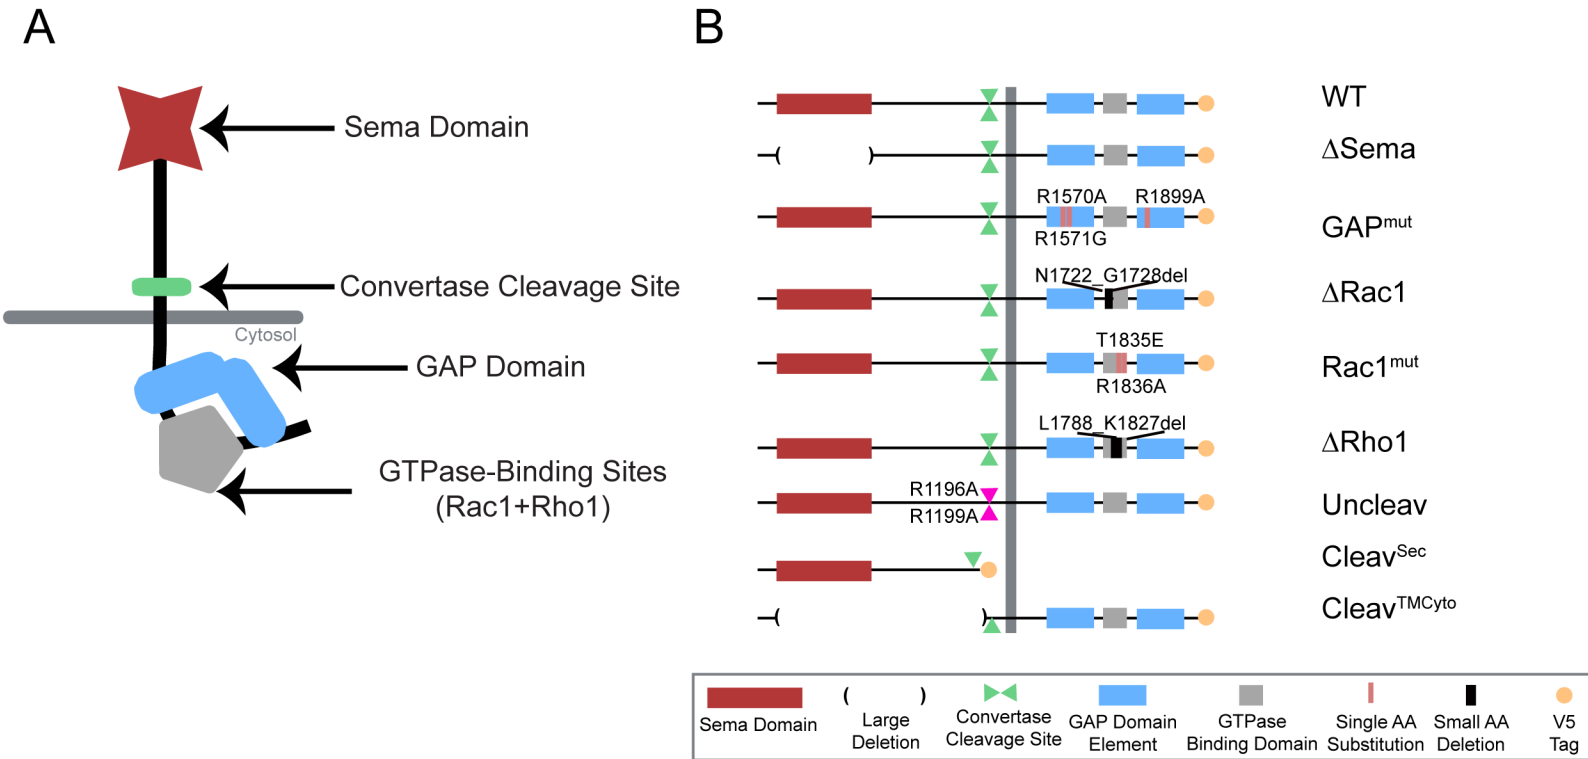 A
Sema Domain
Convertase Cleavage Site
Cytosol
GAP Domain
GTPase-Binding Sites
(Rac1+Rho1)
B
WT
ΔSema
R1570A R1899A
R1571G
GAPmut
N1722_G1728del
ΔRac1
T1835E
R1836A
Rac1mut
L1788_K1827del
ΔRho1
R1196A
R1199A
Uncleav
CleavSec
CleavTMCyto
( )
Sema Domain
Large
Deletion
Convertase
Cleavage Site
GAP Domain
Element
GTPase
Binding Domain
Single AA
Substitution
Small AA
Deletion
V5
Tag